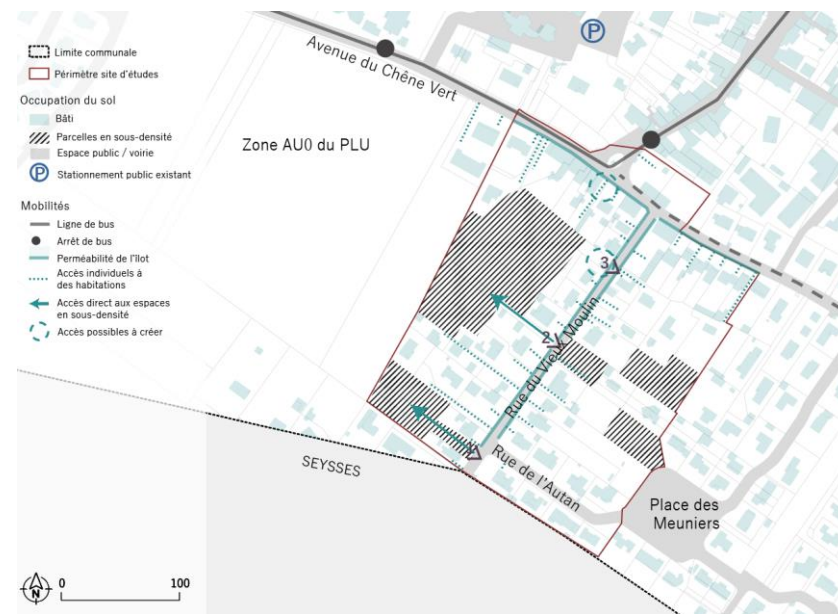 Limite communale
Périmètre site d'études
Occupation du sol
Bâti
Parcelles en sous-densité
Espace public / voirie
P Stationnement public existant
Mobilités
Ligne de bus
Arrêt de bus
Perméabilité de l'îlot
Accès individuels à
des habitations
Accès direct aux espaces
en sous-densité
Accès possibles à créer
P
Avenue du Chêne Vert
Zone AU0 du PLU
3
2
Rue du Vieux Moulin
Rue de l'Autan
SEYSSES
Place des
Meuniers
N
0 100